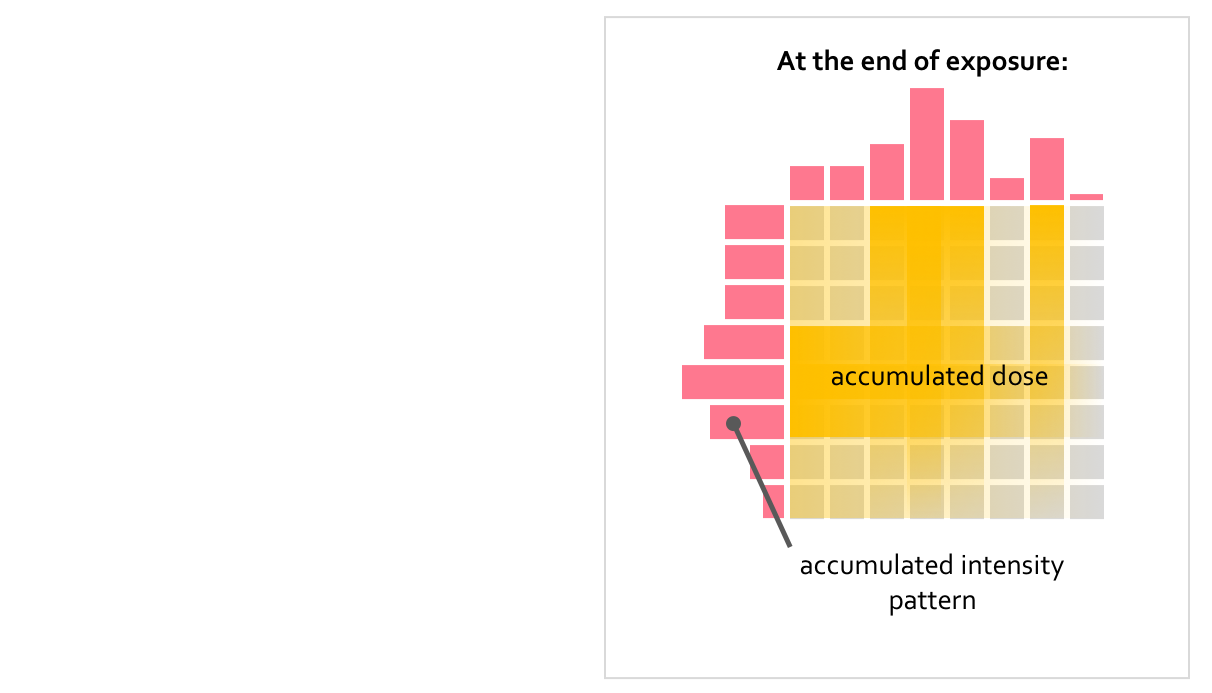 At the end of exposure:
accumulated dose
accumulated intensity
pattern